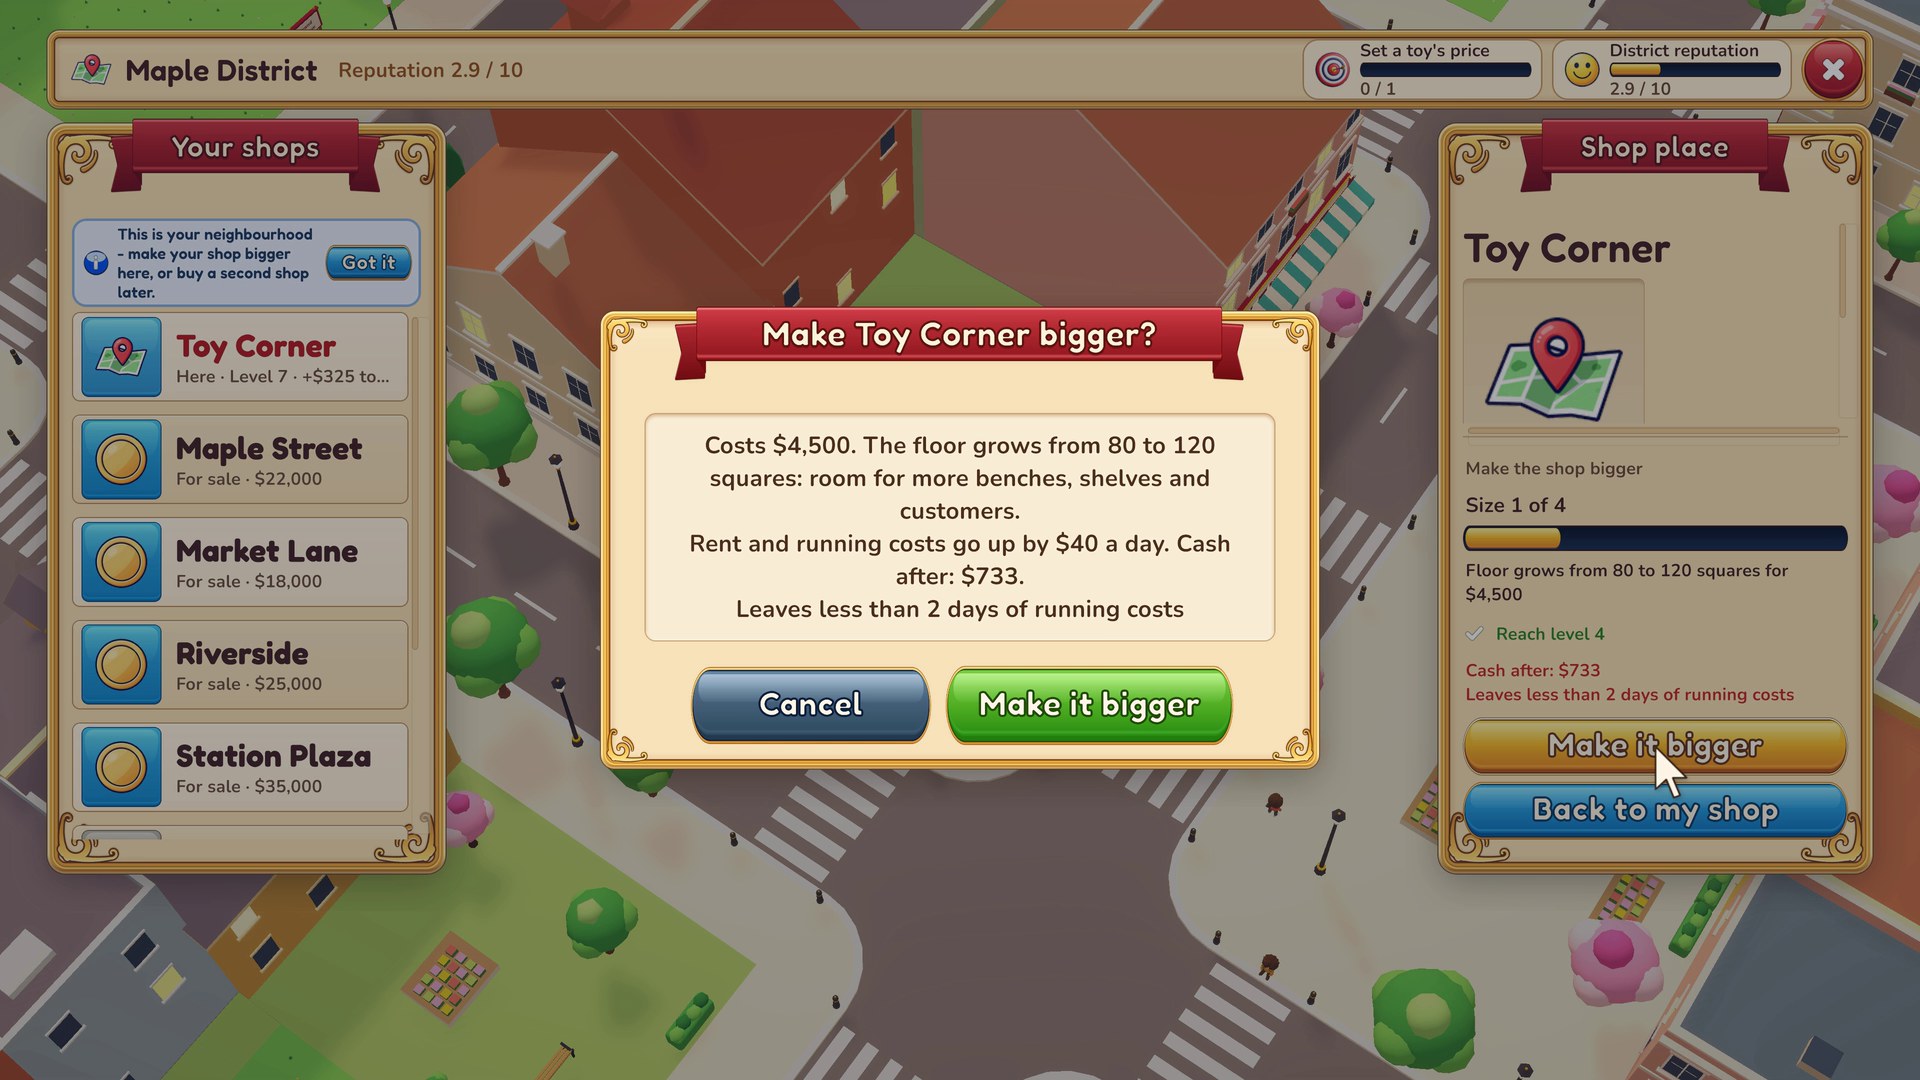 Maple District
Reputation 2.9 / 10
Set a toy's price
0 / 1
District reputation
2.9 / 10
Your shops
This is your neighbourhood
- make your shop bigger
here, or buy a second shop
later.
Got it
Toy Corner
Here · Level 7 · +$325 to...
Maple Street
For sale · $22,000
Market Lane
For sale · $18,000
Riverside
For sale · $25,000
Station Plaza
For sale · $35,000
Make Toy Corner bigger?
Costs $4,500. The floor grows from 80 to 120
squares: room for more benches, shelves and
customers.
Rent and running costs go up by $40 a day. Cash
after: $733.
Leaves less than 2 days of running costs
Cancel
Make it bigger
Shop place
Toy Corner
Make the shop bigger
Size 1 of 4
Floor grows from 80 to 120 squares for
$4,500
Reach level 4
Cash after: $733
Leaves less than 2 days of running costs
Make it bigger
Back to my shop